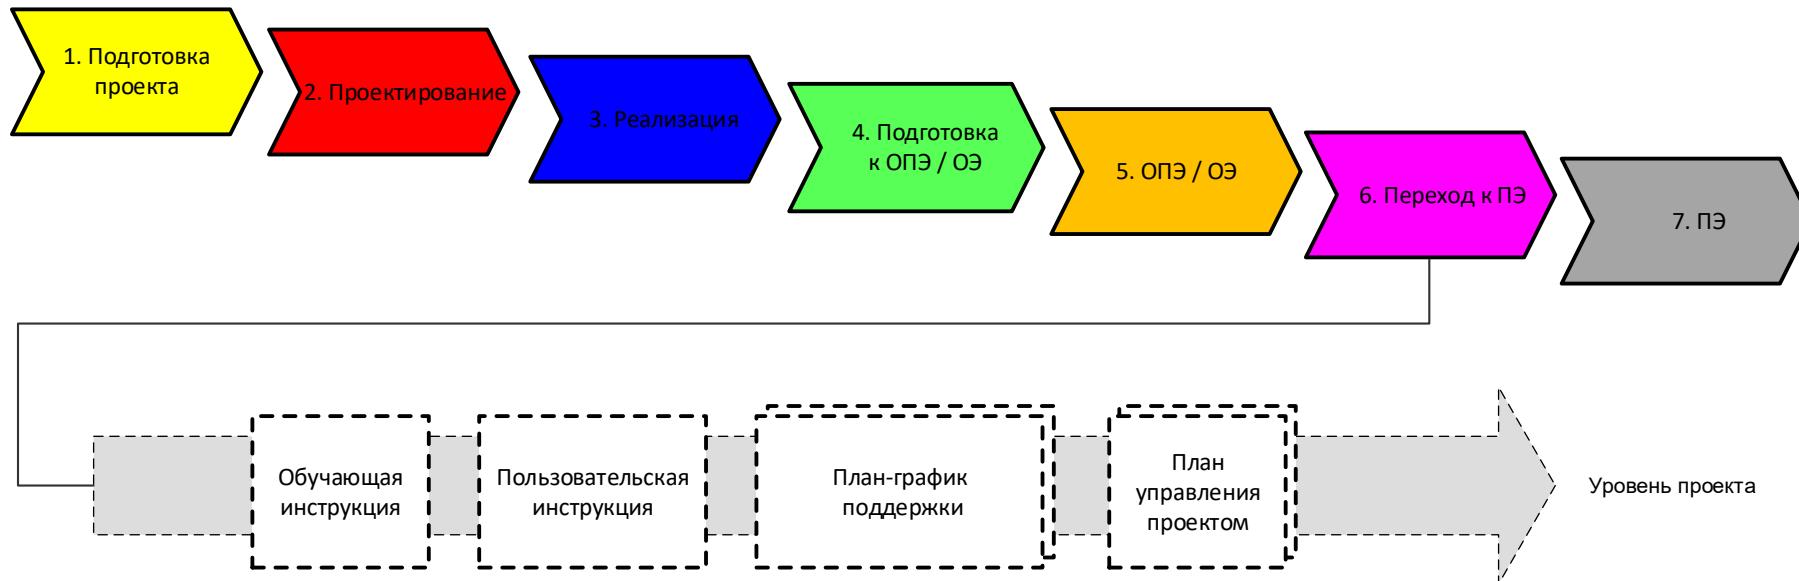 1. Подготовка
проекта
2. Проектирование
3. Реализация
4. Подготовка
к ОПЭ / ОЭ
5. ОПЭ / ОЭ
6. Переход к ПЭ
7. ПЭ
Обучающая
инструкция
Пользовательская
инструкция
План-график
поддержки
План
управления
проектом
Уровень проекта